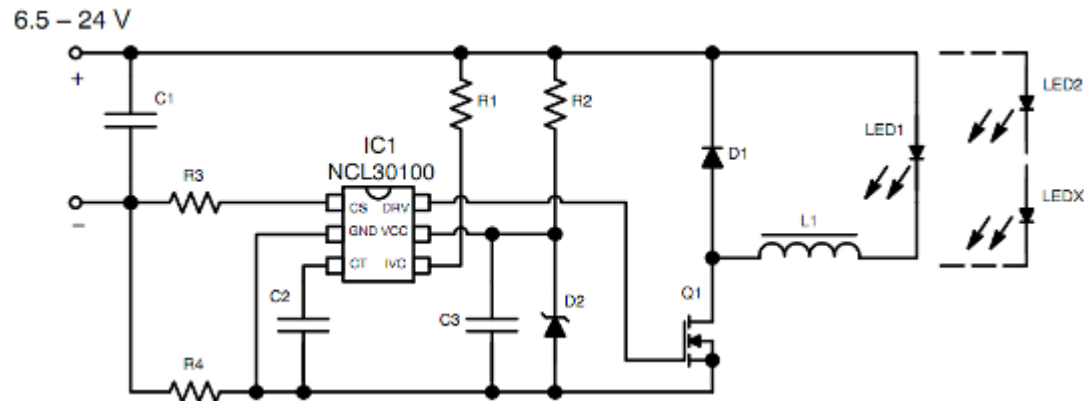 6.5 – 24 V
+
C1
R1
R2
LED2
IC1
NCL30100
LED1
D1
R3
CS DRV
LEDX
–
GND VCC
L1
CT IVC
C2
C3
D2
Q1
R4